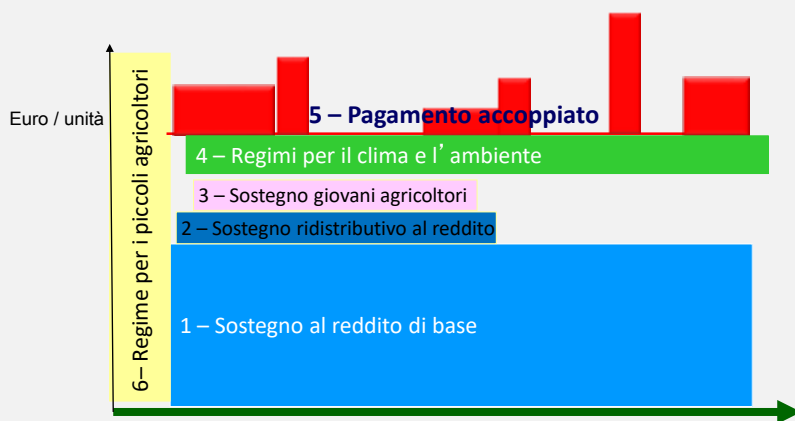 Euro / unità
6– Regime per i piccoli agricoltori
5 – Pagamento accoppiato
4 – Regimi per il clima e l’ambiente
3 – Sostegno giovani agricoltori
2 – Sostegno ridistributivo al reddito
1 – Sostegno al reddito di base